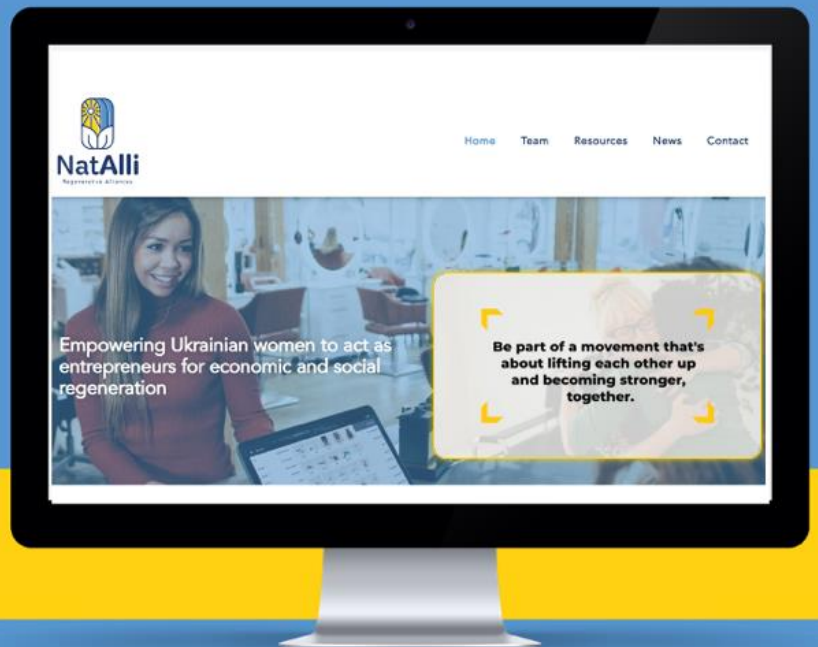 NatAlli
Regenerative Alliances
Home Team Resources News Contact
Empowering Ukrainian women to act as
entrepreneurs for economic and social
regeneration
Be part of a movement that's
about lifting each other up
and becoming stronger,
together.